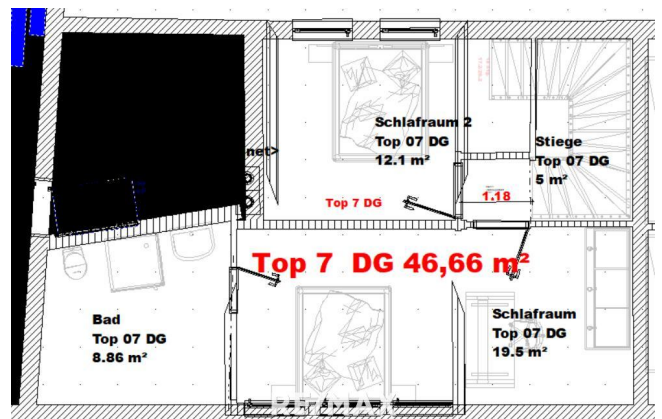 Schlafraum 2
Top 07 DG
12.1 m²
Stiege
Top 07 DG
5 m²
net>
Top 7 DG
1.18
Top 7 DG 46,66 m²
Bad
Top 07 DG
8.86 m²
Schlafraum
Top 07 DG
19.5 m²
RE/MAX